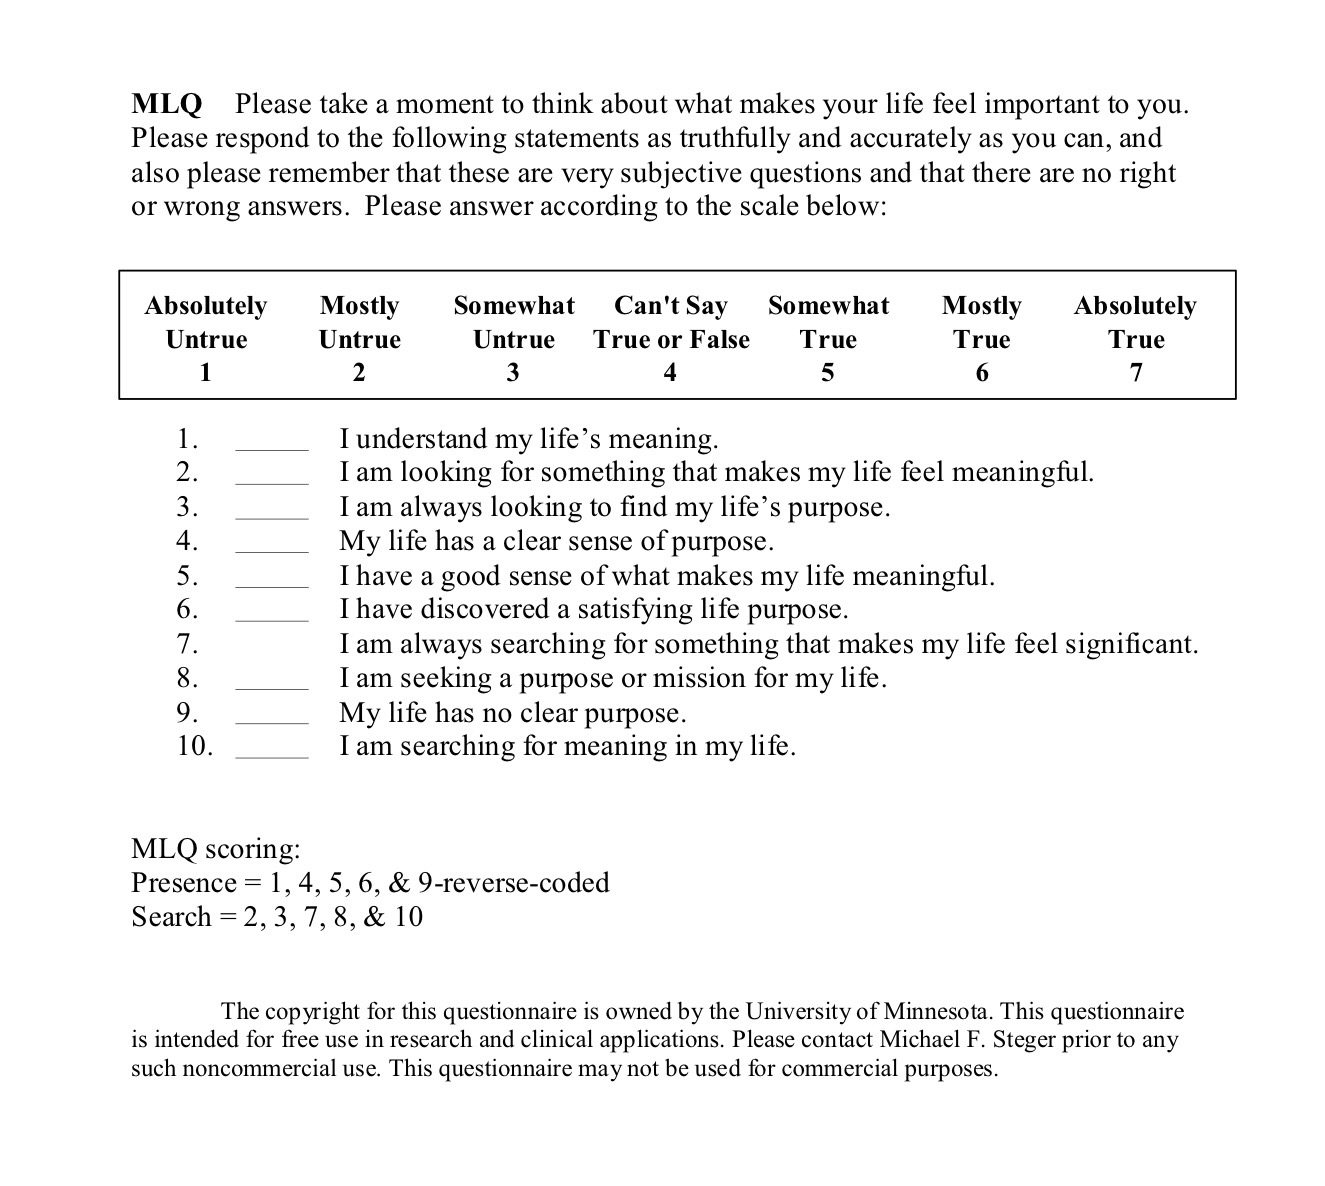 MLQ Please take a moment to think about what makes your life feel important to you.
Please respond to the following statements as truthfully and accurately as you can, and
also please remember that these are very subjective questions and that there are no right
or wrong answers. Please answer according to the scale below:
Absolutely Mostly Somewhat Can't Say Somewhat Mostly Absolutely
Untrue Untrue Untrue True or False True True True
1 2 3 4 5 6 7
1. _____ I understand my life’s meaning.
2. _____ I am looking for something that makes my life feel meaningful.
3. _____ I am always looking to find my life’s purpose.
4. _____ My life has a clear sense of purpose.
5. _____ I have a good sense of what makes my life meaningful.
6. _____ I have discovered a satisfying life purpose.
7. I am always searching for something that makes my life feel significant.
8. _____ I am seeking a purpose or mission for my life.
9. _____ My life has no clear purpose.
10. _____ I am searching for meaning in my life.
MLQ scoring:
Presence = 1, 4, 5, 6, & 9-reverse-coded
Search = 2, 3, 7, 8, & 10
The copyright for this questionnaire is owned by the University of Minnesota. This questionnaire
is intended for free use in research and clinical applications. Please contact Michael F. Steger prior to any
such noncommercial use. This questionnaire may not be used for commercial purposes.